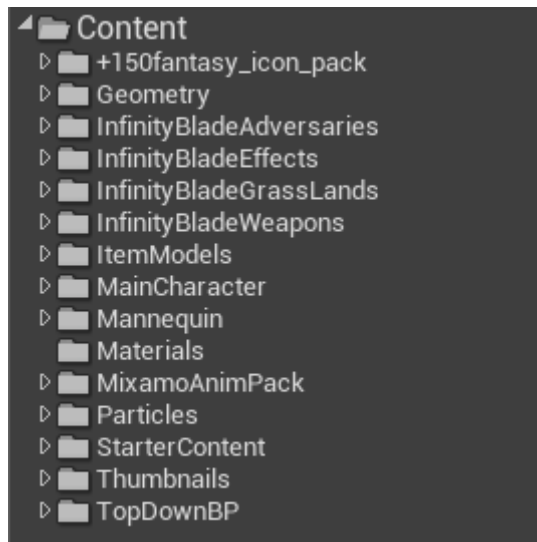 Content
+150fantasy_icon_pack
Geometry
InfinityBladeAdversaries
InfinityBladeEffects
InfinityBladeGrassLands
InfinityBladeWeapons
ItemModels
MainCharacter
Mannequin
Materials
MixamoAnimPack
Particles
StarterContent
Thumbnails
TopDownBP